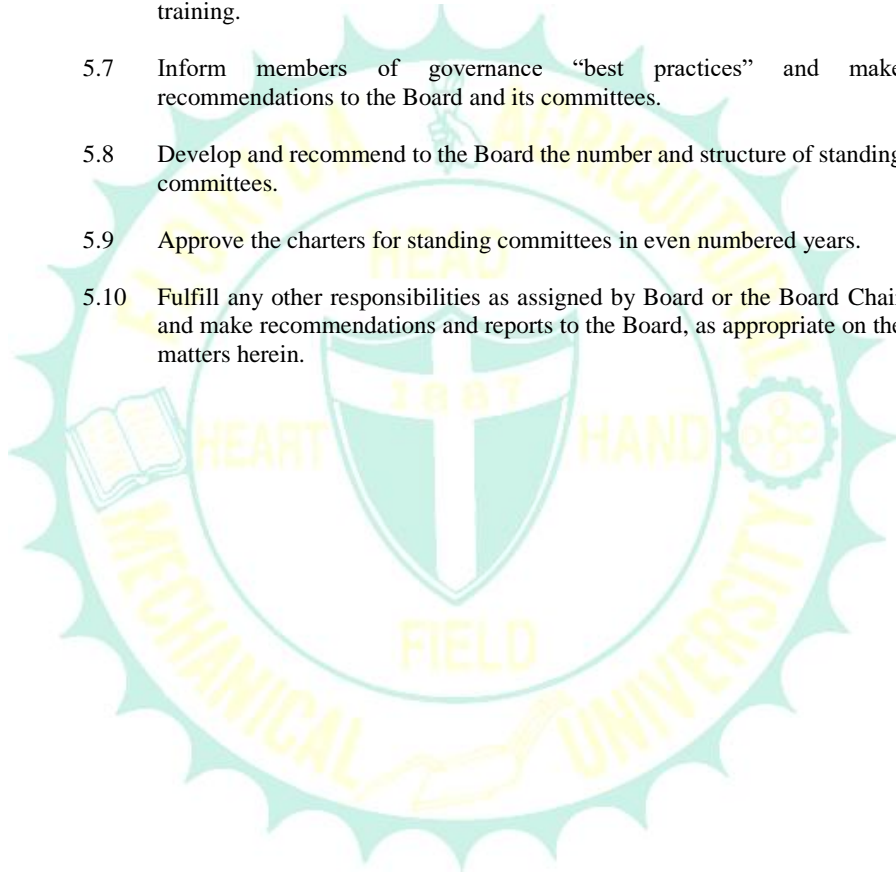 training.
5.7 Inform members of governance “best practices” and make
recommendations to the Board and its committees.
5.8 Develop and recommend to the Board the number and structure of standing
committees.
5.9 Approve the charters for standing committees in even numbered years.
5.10 Fulfill any other responsibilities as assigned by Board or the Board Chair
and make recommendations and reports to the Board, as appropriate on the
matters herein.
FLORIDA AGRICULTURAL
HEAD
1887
HEART HAND
FIELD
MECHANICAL UNIVERSITY